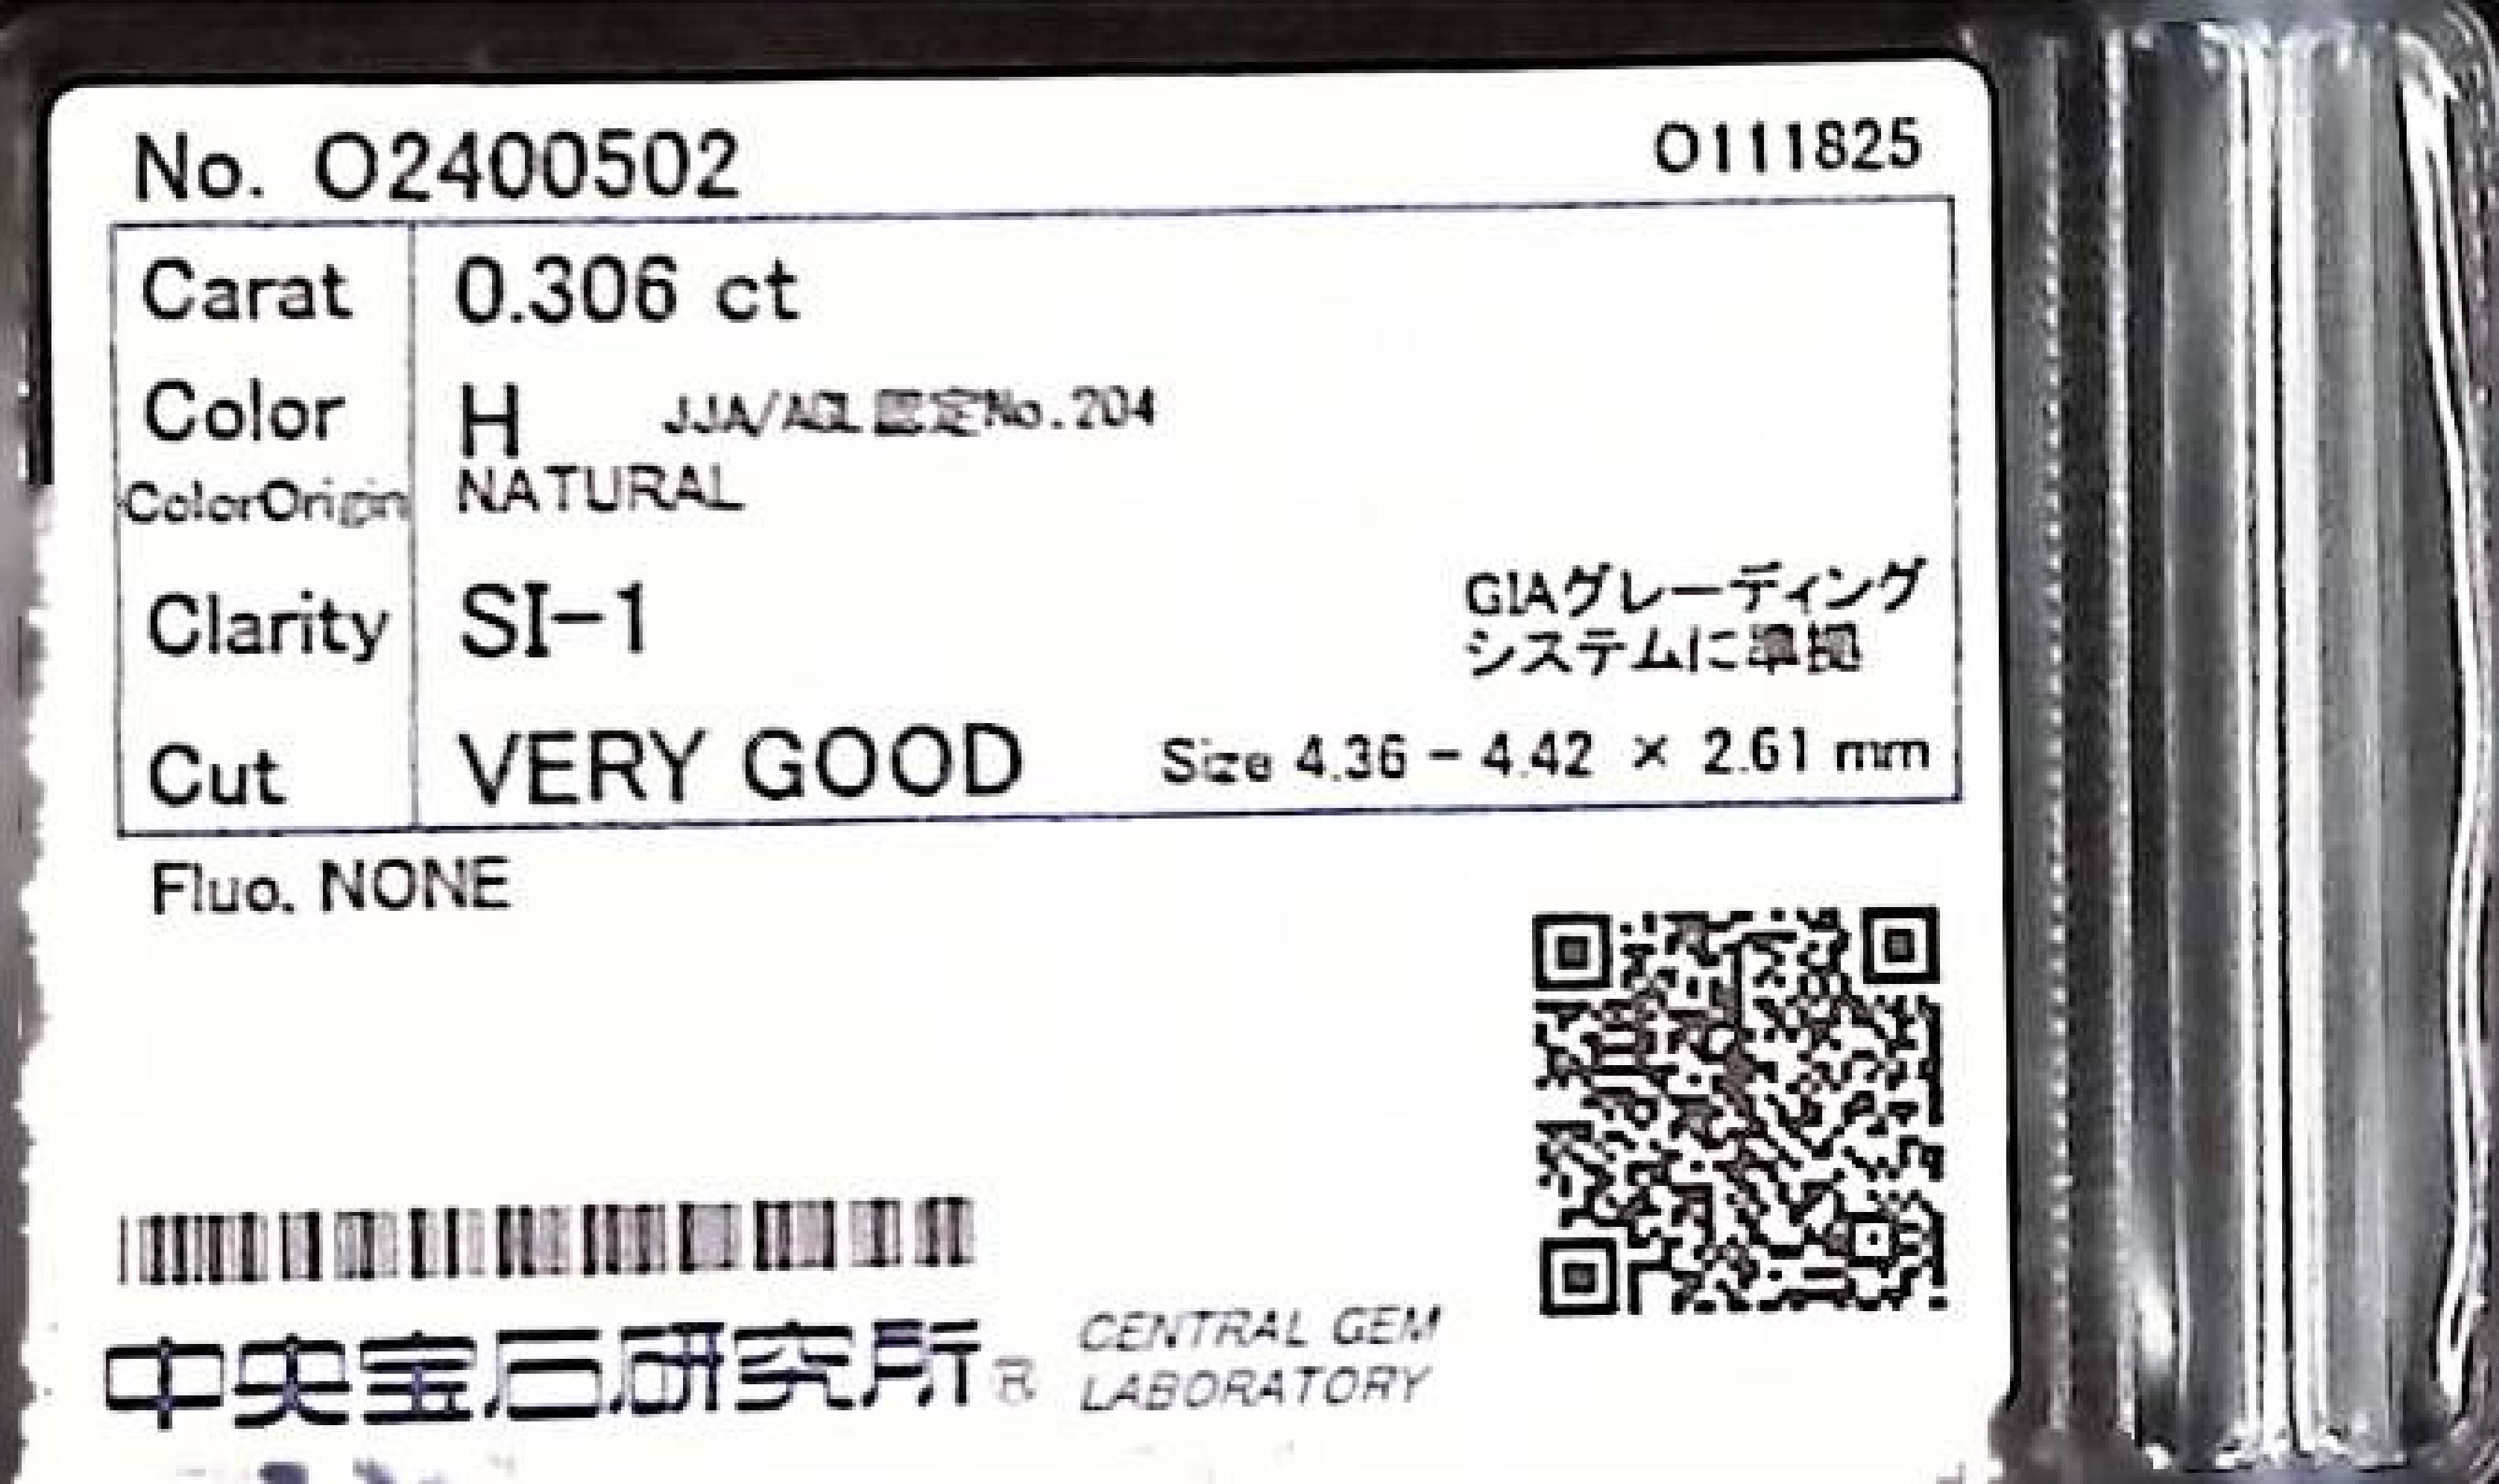 No. O2400502 O111825
Carat 0.306 ct
Color H JJA/AGL認定No.204
ColorOrigin NATURAL
Clarity SI-1
GIAグレーディング
システムに準拠
Cut VERY GOOD Size 4.36 - 4.42 × 2.61 mm
Fluo. NONE
中央宝石研究所® CENTRAL GEM
LABORATORY